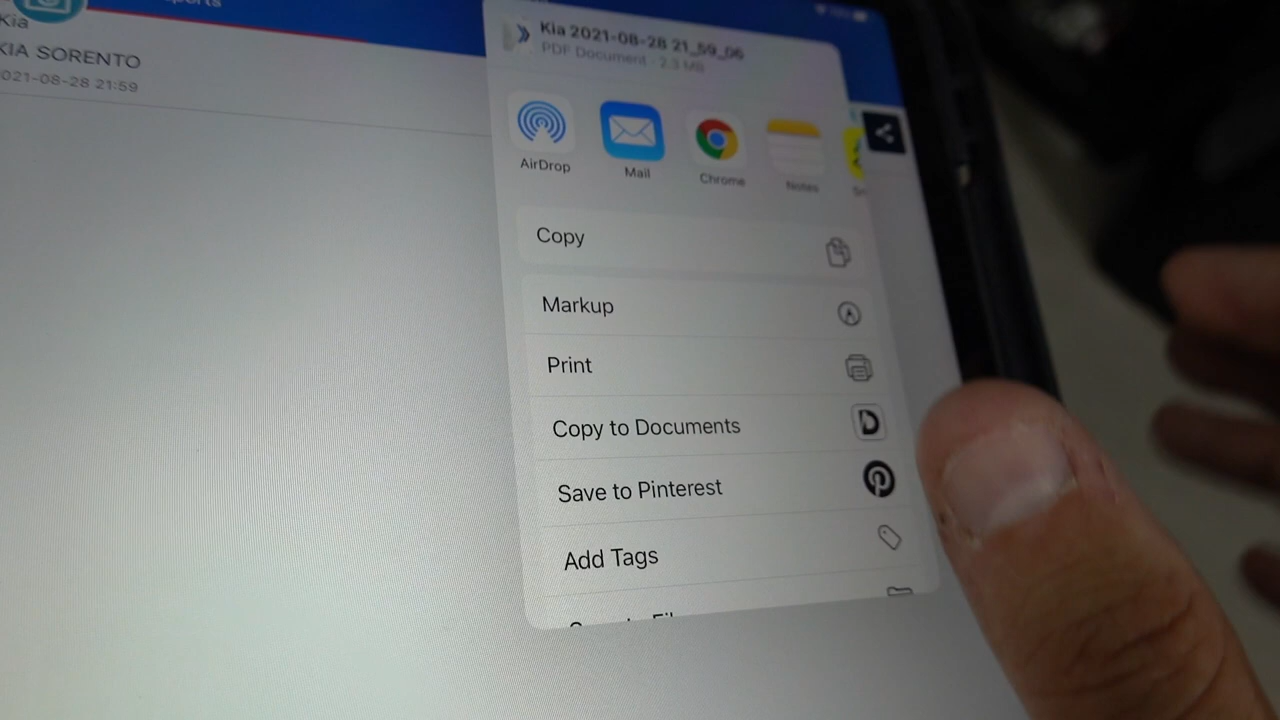 Kia
KIA SORENTO
2021-08-28 21:59
Kia 2021-08-28 21_59_06
PDF Document - 2.3 MB
AirDrop
Mail
Chrome
Notes
Copy
Markup
Print
Copy to Documents
Save to Pinterest
Add Tags